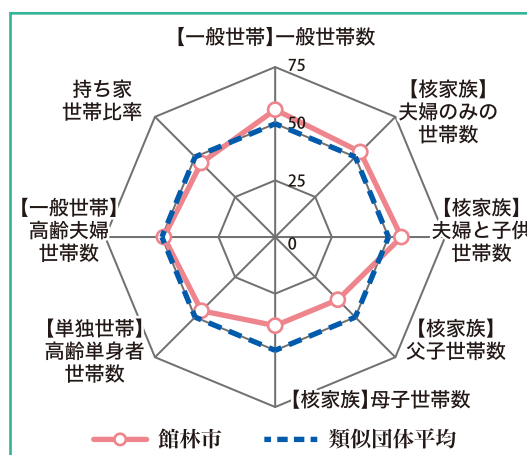 【一般世帯】一般世帯数
75
50
25
0
【核家族】
夫婦のみの
世帯数
【核家族】
夫婦と子供
世帯数
【核家族】
父子世帯数
【核家族】母子世帯数
【単独世帯】
高齢単身者
世帯数
【一般世帯】
高齢夫婦
世帯数
持ち家
世帯比率
館林市
類似団体平均